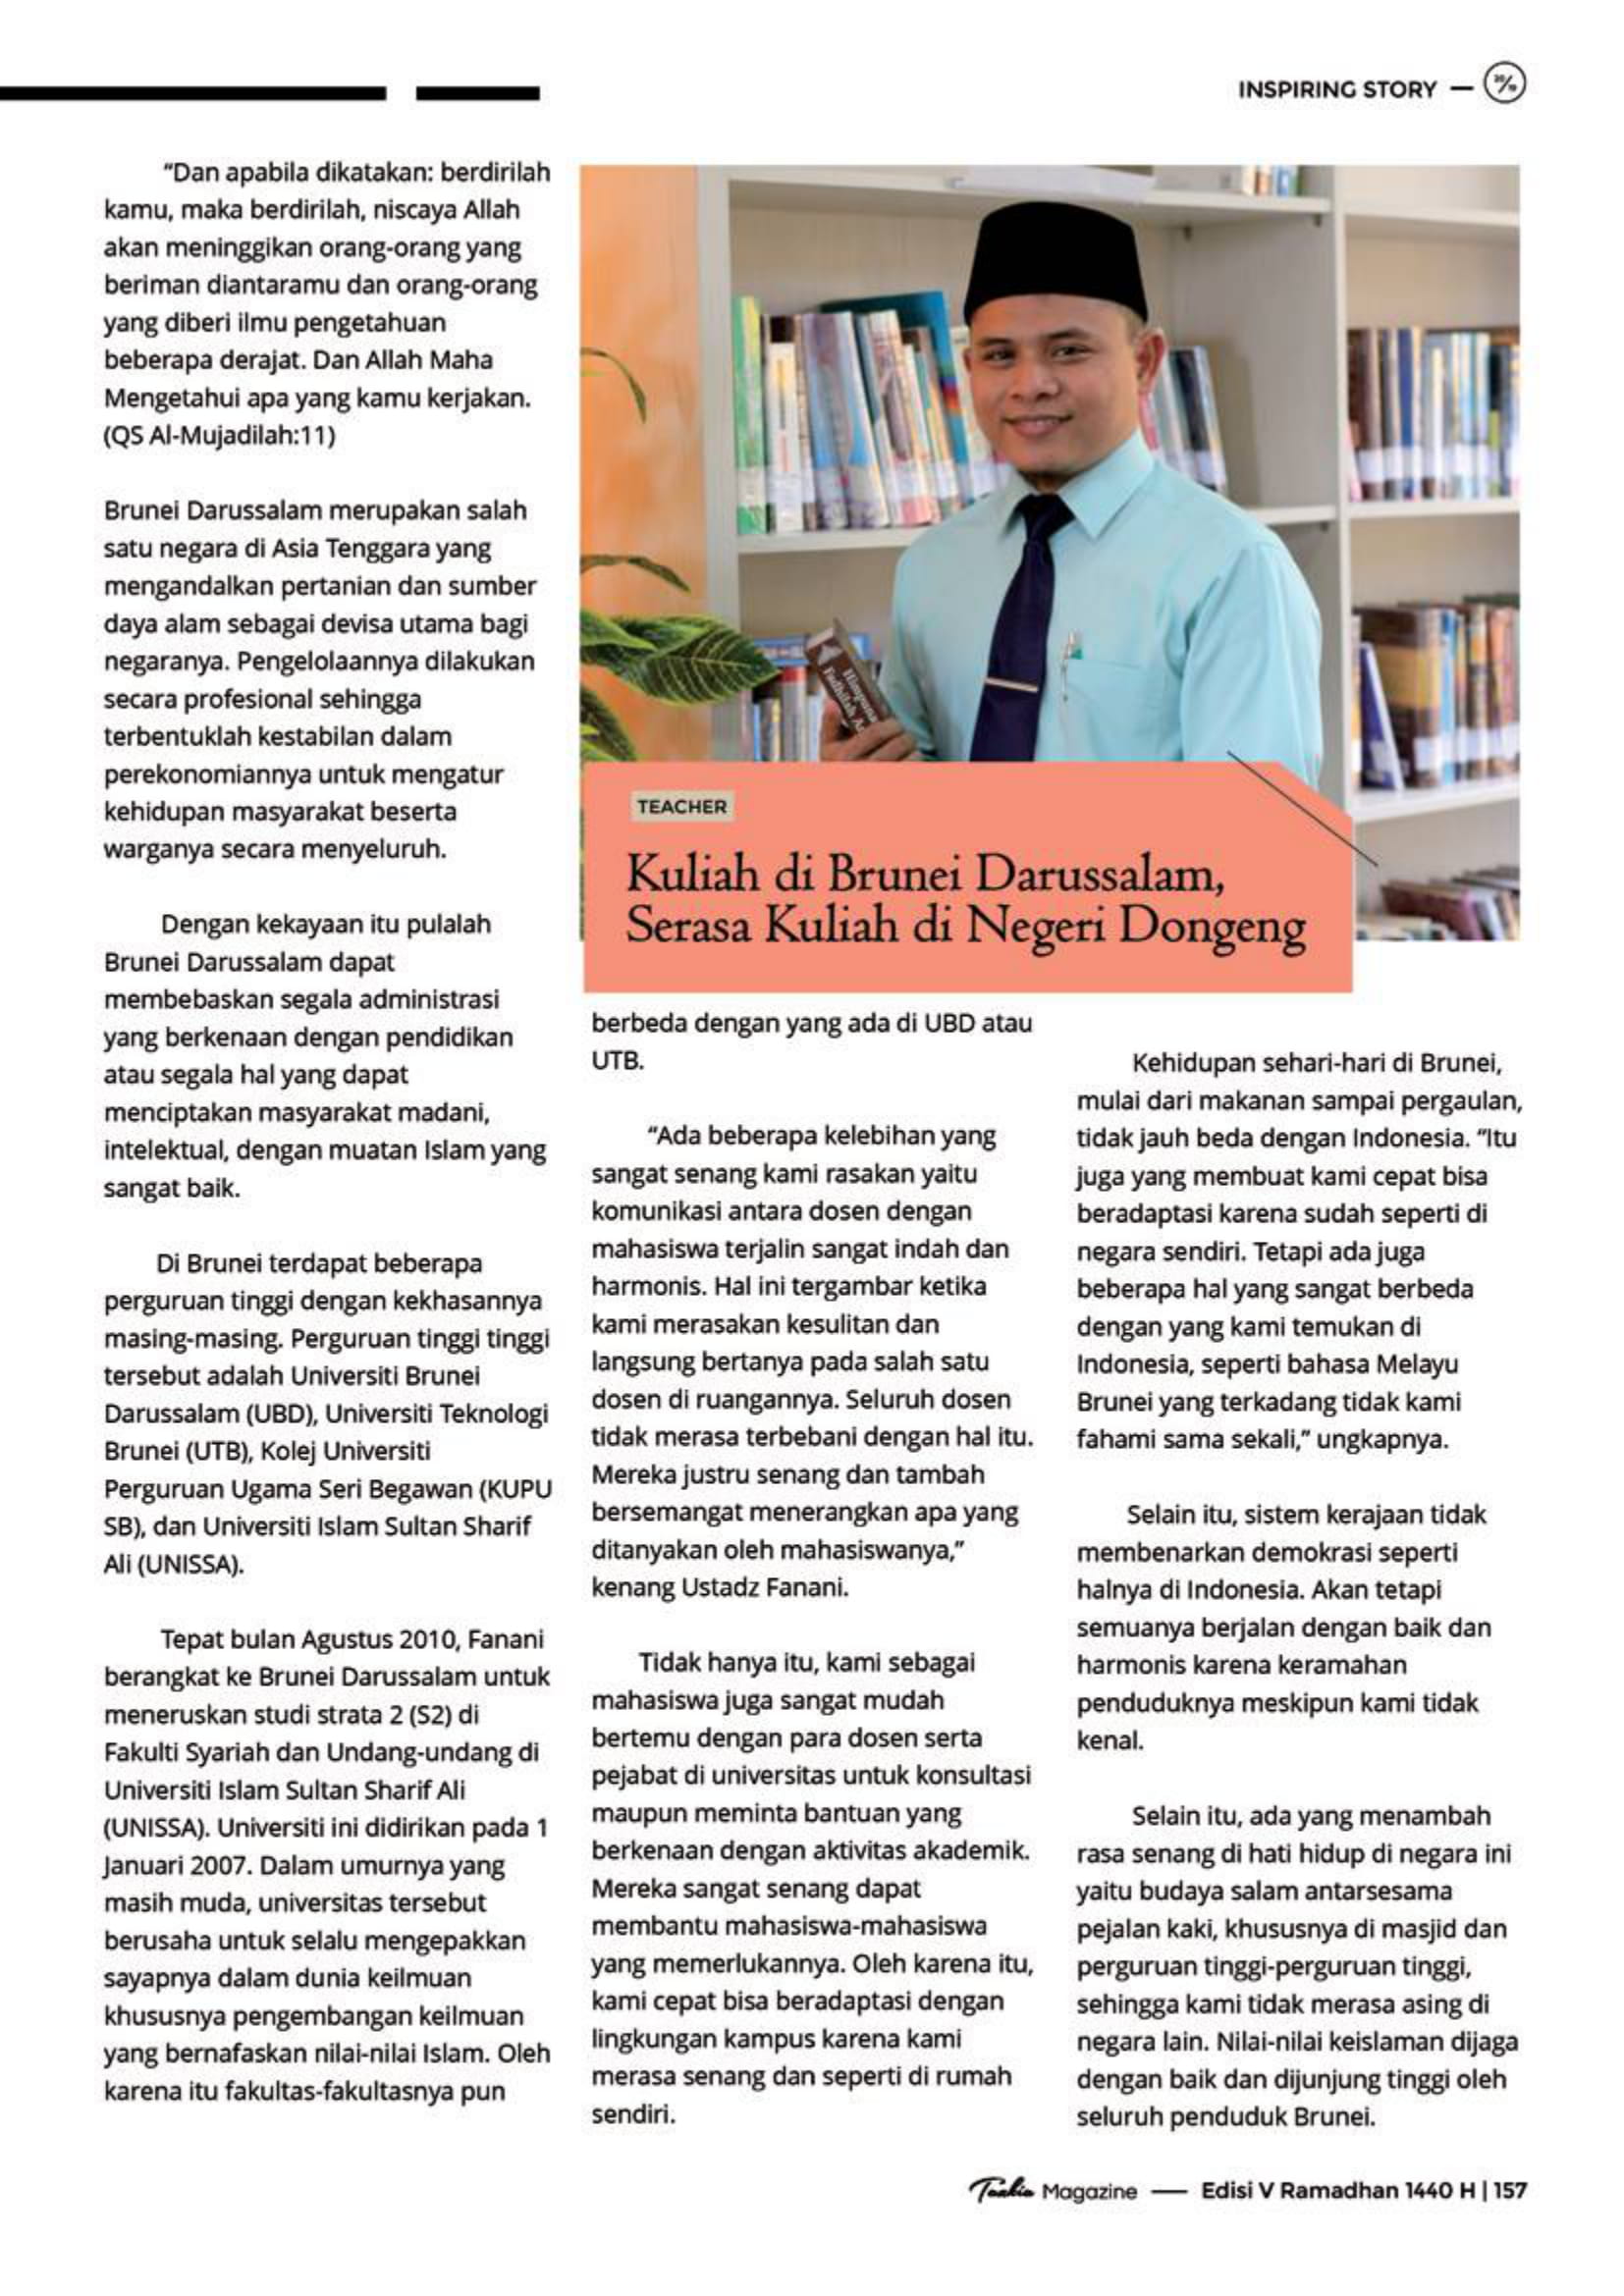 INSPIRING STORY
"Dan apabila dikatakan: berdirilah
kamu, maka berdirilah, niscaya Allah
akan meninggikan orang-orang yang
beriman diantaramu dan orang-orang
yang diberi ilmu pengetahuan
beberapa derajat. Dan Allah Maha
Mengetahui apa yang kamu kerjakan.
(QS Al-Mujadilah:11)
Brunei Darussalam merupakan salah
satu negara di Asia Tenggara yang
mengandalkan pertanian dan sumber
daya alam sebagai devisa utama bagi
negaranya. Pengelolaannya dilakukan
secara profesional sehingga
terbentuklah kestabilan dalam
perekonomiannya untuk mengatur
kehidupan masyarakat beserta
warganya secara menyeluruh.
Dengan kekayaan itu pulalah
Brunei Darussalam dapat
membebaskan segala administrasi
yang berkenaan dengan pendidikan
atau segala hal yang dapat
menciptakan masyarakat madani,
intelektual, dengan muatan Islam yang
sangat baik.
Di Brunei terdapat beberapa
perguruan tinggi dengan kekhasannya
masing-masing. Perguruan tinggi tinggi
tersebut adalah Universiti Brunei
Darussalam (UBD), Universiti Teknologi
Brunei (UTB), Kolej Universiti
Perguruan Ugama Seri Begawan (KUPU
SB), dan Universiti Islam Sultan Sharif
Ali (UNISSA).
Tepat bulan Agustus 2010, Fanani
berangkat ke Brunei Darussalam untuk
meneruskan studi strata 2 (S2) di
Fakulti Syariah dan Undang-undang di
Universiti Islam Sultan Sharif Ali
(UNISSA). Universiti ini didirikan pada 1
Januari 2007. Dalam umurnya yang
masih muda, universitas tersebut
berusaha untuk selalu mengepakkan
sayapnya dalam dunia keilmuan
khususnya pengembangan keilmuan
yang bernafaskan nilai-nilai Islam. Oleh
karena itu fakultas-fakultasnya pun
TEACHER
Kuliah di Brunei Darussalam,
Serasa Kuliah di Negeri Dongeng
berbeda dengan yang ada di UBD atau
UTB.
"Ada beberapa kelebihan yang
sangat senang kami rasakan yaitu
komunikasi antara dosen dengan
mahasiswa terjalin sangat indah dan
harmonis. Hal ini tergambar ketika
kami merasakan kesulitan dan
langsung bertanya pada salah satu
dosen di ruangannya. Seluruh dosen
tidak merasa terbebani dengan hal itu.
Mereka justru senang dan tambah
bersemangat menerangkan apa yang
ditanyakan oleh mahasiswanya,"
kenang Ustadz Fanani.
Tidak hanya itu, kami sebagai
mahasiswa juga sangat mudah
bertemu dengan para dosen serta
pejabat di universitas untuk konsultasi
maupun meminta bantuan yang
berkenaan dengan aktivitas akademik.
Mereka sangat senang dapat
membantu mahasiswa-mahasiswa
yang memerlukannya. Oleh karena itu,
kami cepat bisa beradaptasi dengan
lingkungan kampus karena kami
merasa senang dan seperti di rumah
sendiri.
Kehidupan sehari-hari di Brunei,
mulai dari makanan sampai pergaulan,
tidak jauh beda dengan Indonesia. "Itu
juga yang membuat kami cepat bisa
beradaptasi karena sudah seperti di
negara sendiri. Tetapi ada juga
beberapa hal yang sangat berbeda
dengan yang kami temukan di
Indonesia, seperti bahasa Melayu
Brunei yang terkadang tidak kami
fahami sama sekali," ungkapnya.
Selain itu, sistem kerajaan tidak
membenarkan demokrasi seperti
halnya di Indonesia. Akan tetapi
semuanya berjalan dengan baik dan
harmonis karena keramahan
penduduknya meskipun kami tidak
kenal.
Selain itu, ada yang menambah
rasa senang di hati hidup di negara ini
yaitu budaya salam antarsesama
pejalan kaki, khususnya di masjid dan
perguruan tinggi-perguruan tinggi,
sehingga kami tidak merasa asing di
negara lain. Nilai-nilai keislaman dijaga
dengan baik dan dijunjung tinggi oleh
seluruh penduduk Brunei.
Magazine — Edisi V Ramadhan 1440 H | 157